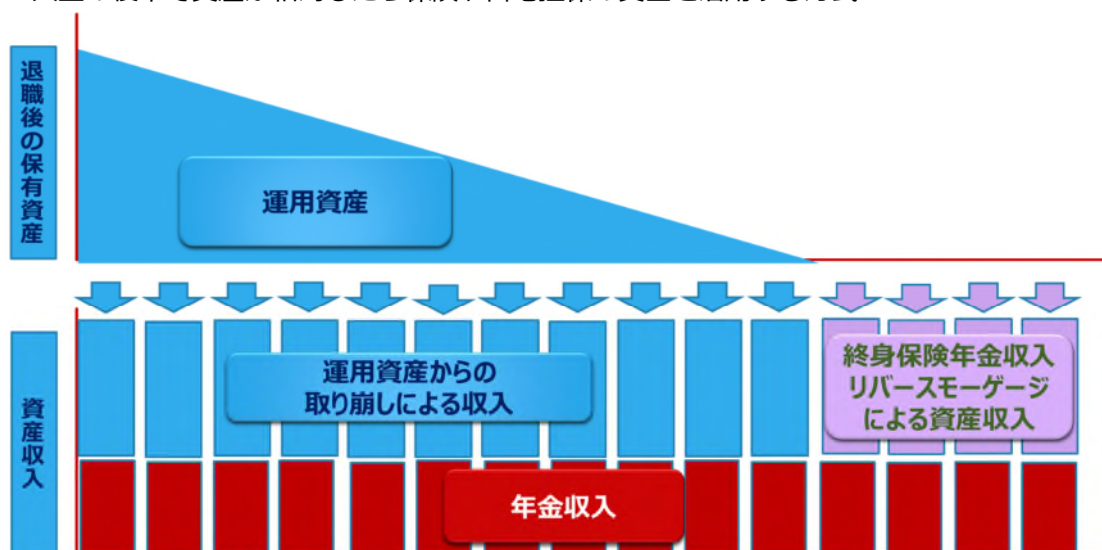 退職後の保有資産
運用資産
資産収入
運用資産からの
取り崩しによる収入
終身保険年金収入
リバースモーゲージ
による資産収入
年金収入